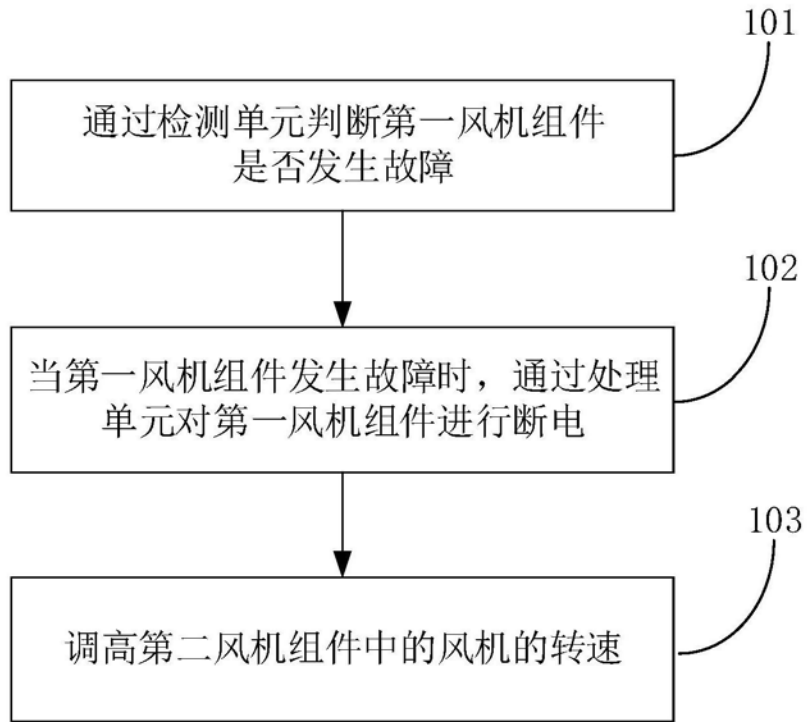 101
通过检测单元判断第一风机组件
是否发生故障
102
当第一风机组件发生故障时，通过处理
单元对第一风机组件进行断电
103
调高第二风机组件中的风机的转速